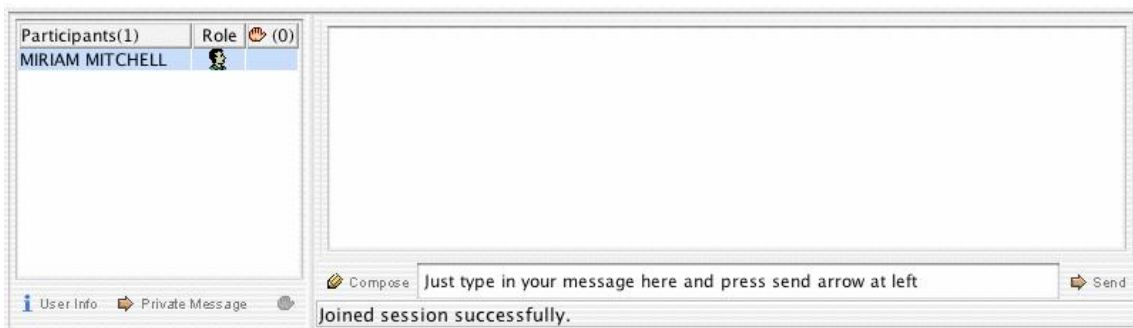 Participants(1) Role (0)
MIRIAM MITCHELL
User Info Private Message
Compose Just type in your message here and press send arrow at left Send
Joined session successfully.